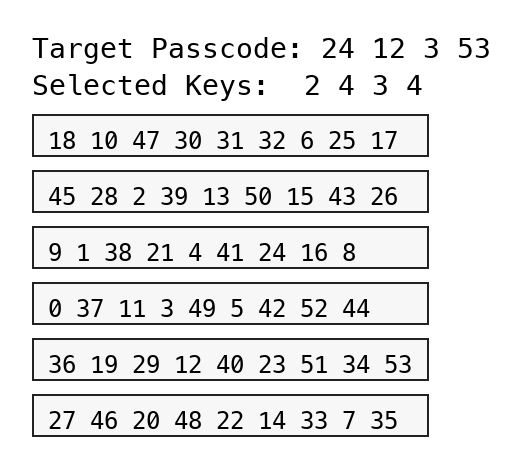 Target Passcode: 24 12 3 53
Selected Keys: 2 4 3 4
18 10 47 30 31 32 6 25 17
45 28 2 39 13 50 15 43 26
9 1 38 21 4 41 24 16 8
0 37 11 3 49 5 42 52 44
36 19 29 12 40 23 51 34 53
27 46 20 48 22 14 33 7 35